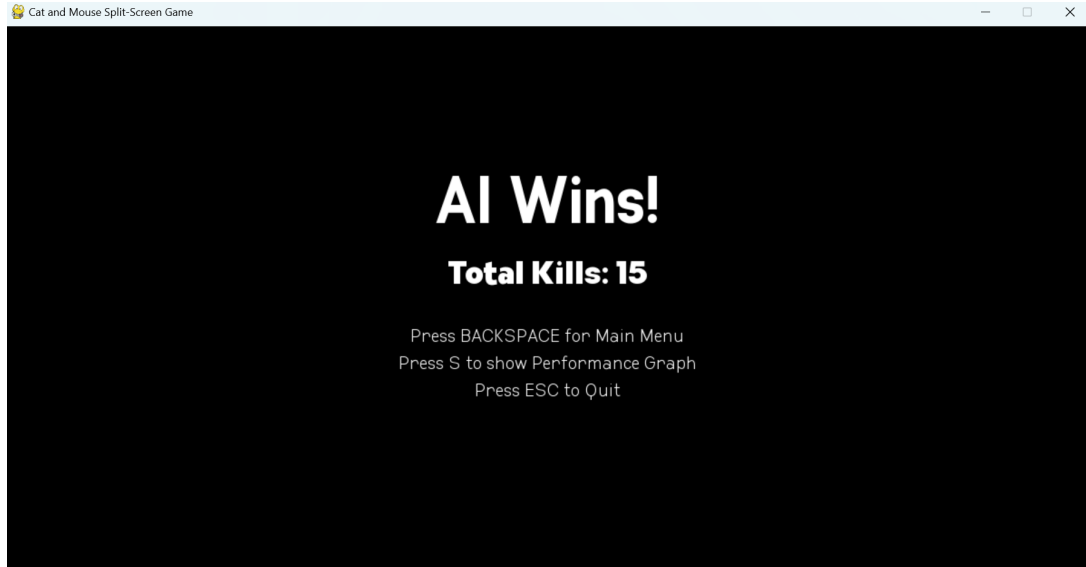 Cat and Mouse Split-Screen Game
AI Wins!
Total Kills: 15
Press BACKSPACE for Main Menu
Press S to show Performance Graph
Press ESC to Quit